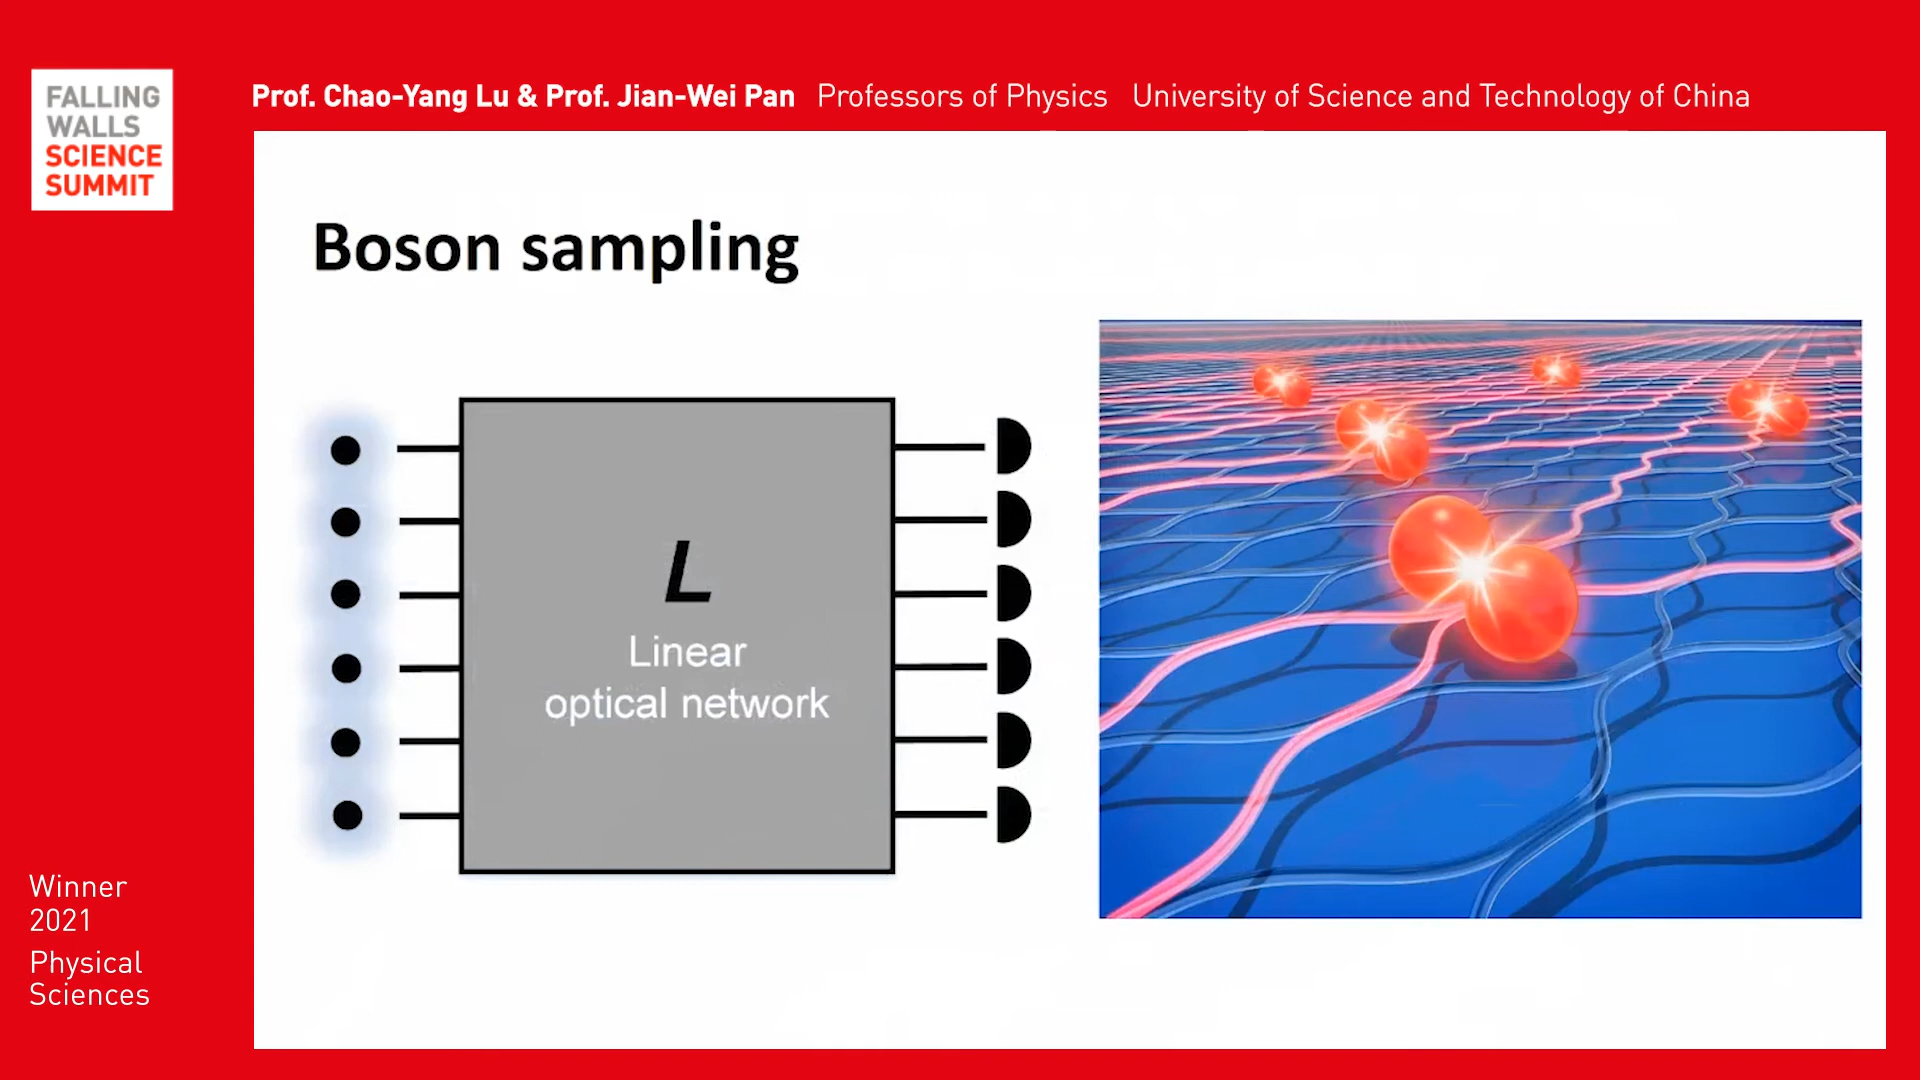 FALLING
WALLS
SCIENCE
SUMMIT
Prof. Chao-Yang Lu & Prof. Jian-Wei Pan Professors of Physics University of Science and Technology of China
Boson sampling
L
Linear
optical network
Winner
2021
Physical
Sciences